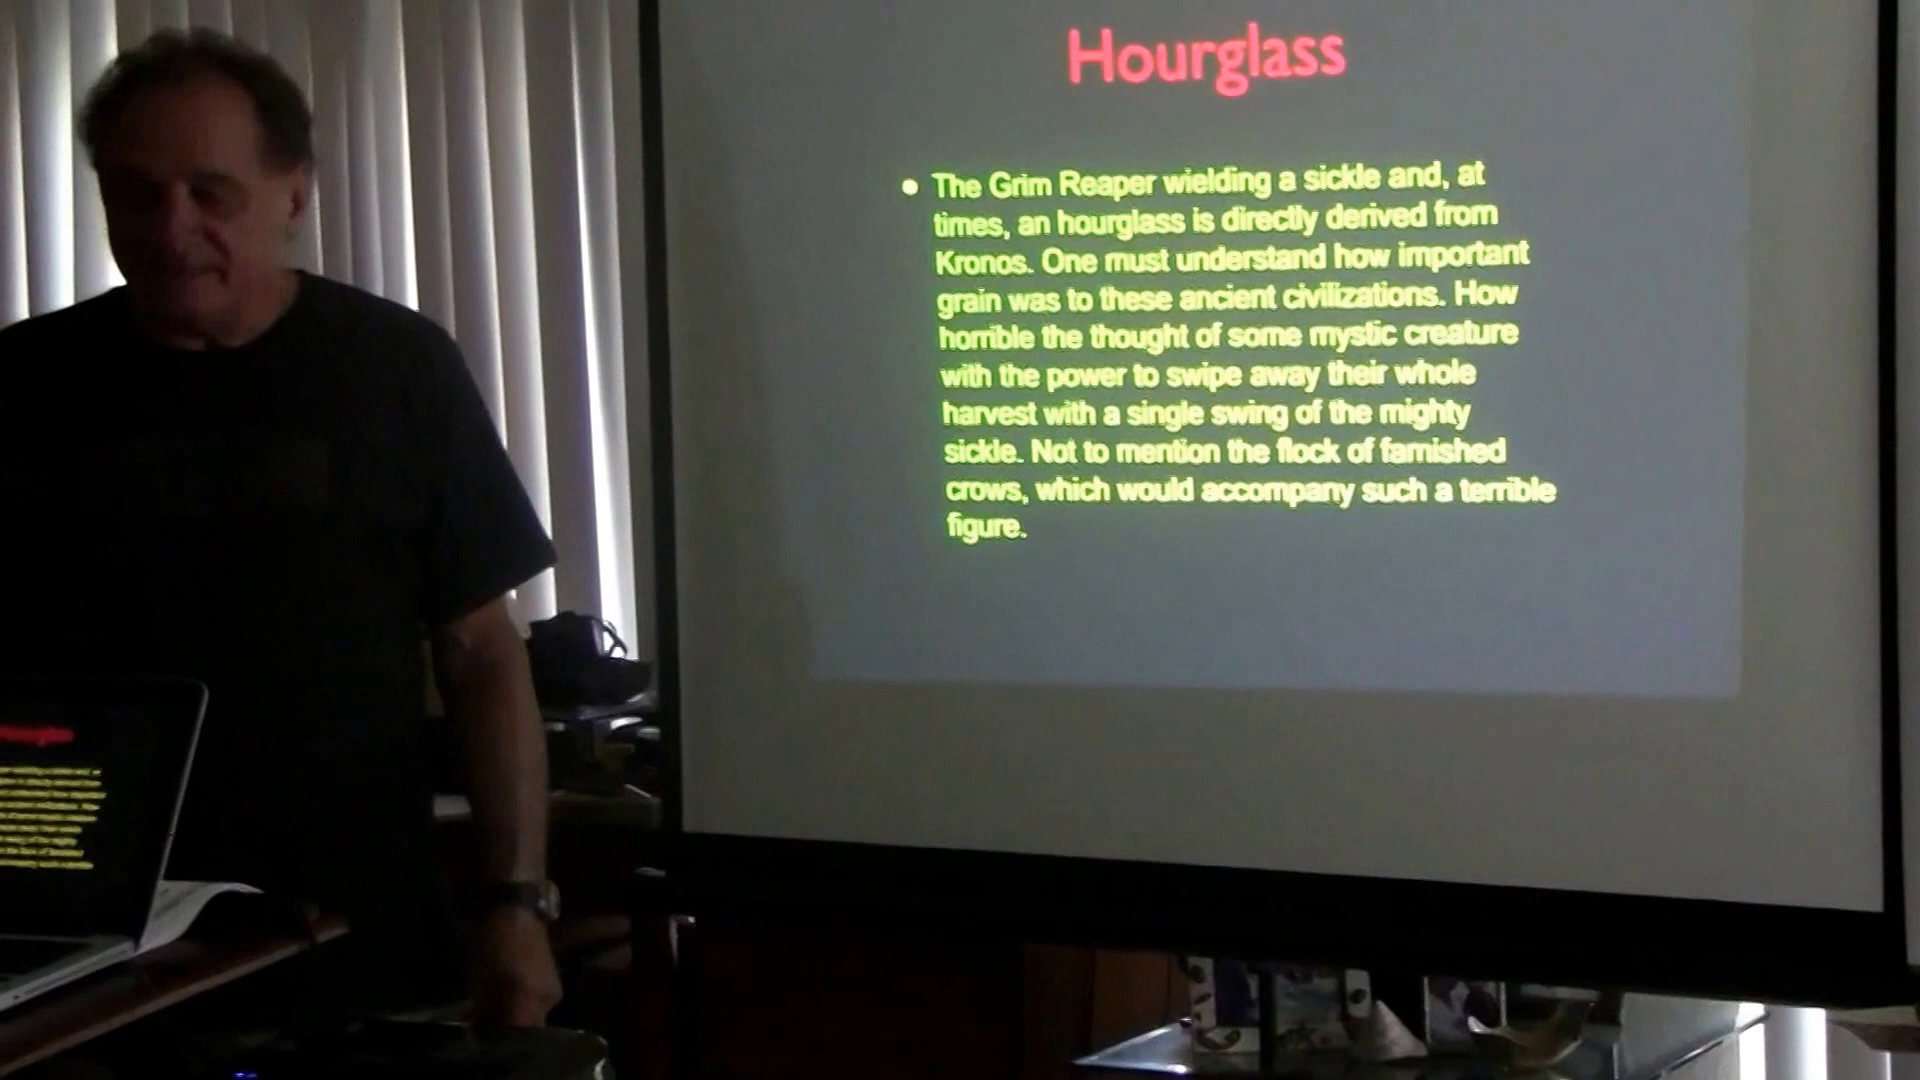 Hourglass
• The Grim Reaper wielding a sickle and, at
times, an hourglass is directly derived from
Kronos. One must understand how important
grain was to these ancient civilizations. How
horrible the thought of some mystic creature
with the power to swipe away their whole
harvest with a single swing of the mighty
sickle. Not to mention the flock of famished
crows, which would accompany such a terrible
figure.